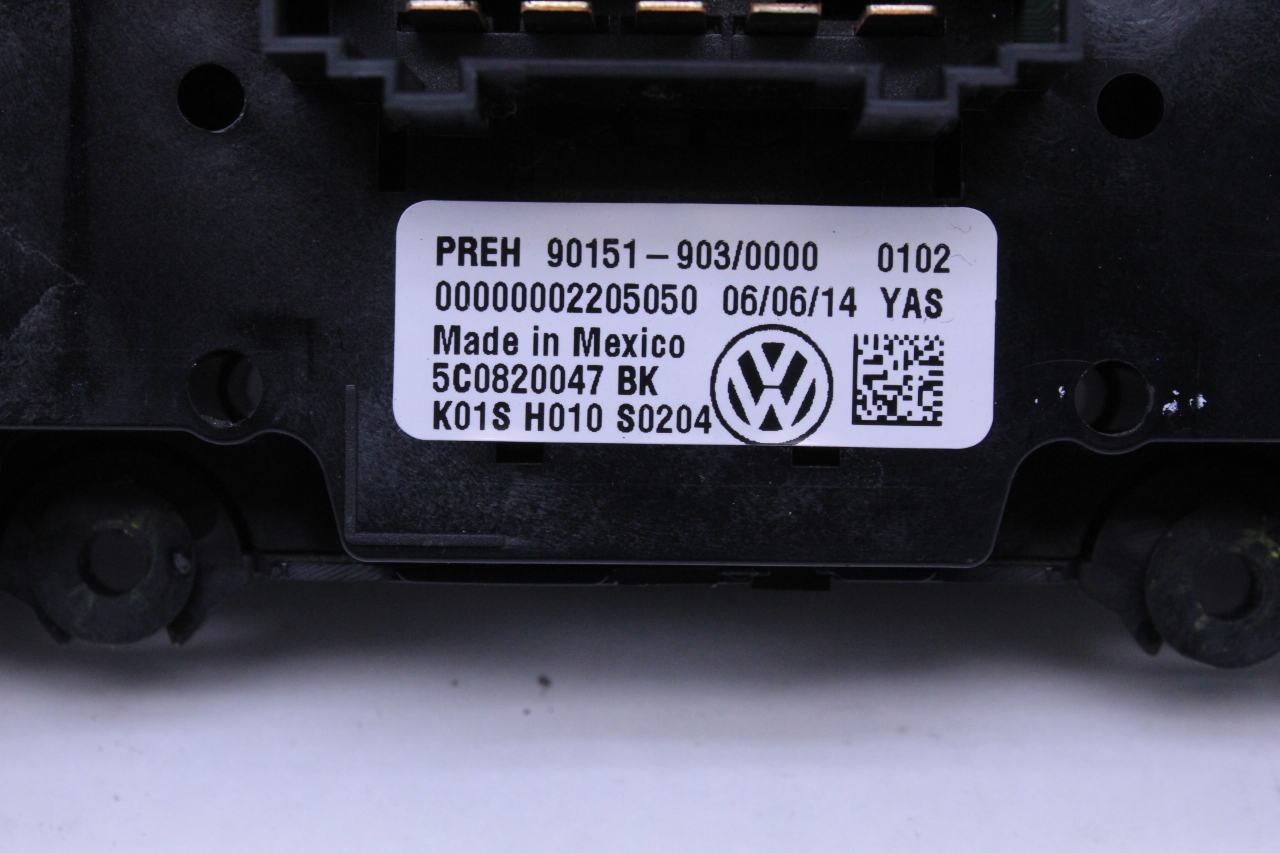 PREH 90151-903/0000 0102
00000002205050 06/06/14 YAS
Made in Mexico
5C0820047 BK
K01S H010 S0204